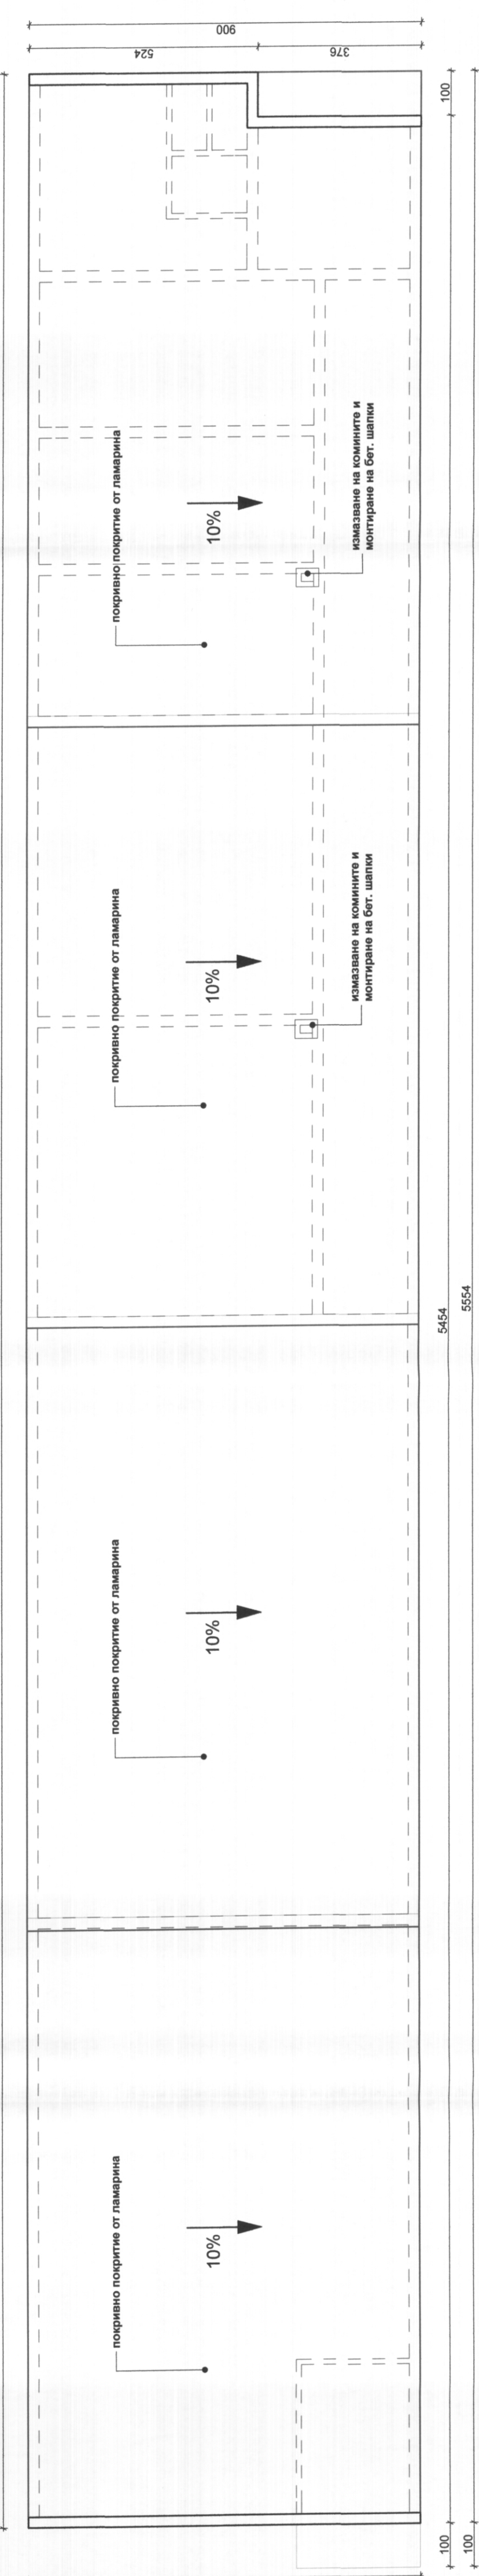 900
524
376
100
покривно покритие от ламарина
10%
измазване на комините и
монтиране на бет. шапки
покривно покритие от ламарина
10%
измазване на комините и
монтиране на бет. шапки
5454
5554
покривно покритие от ламарина
10%
покривно покритие от ламарина
10%
100
100